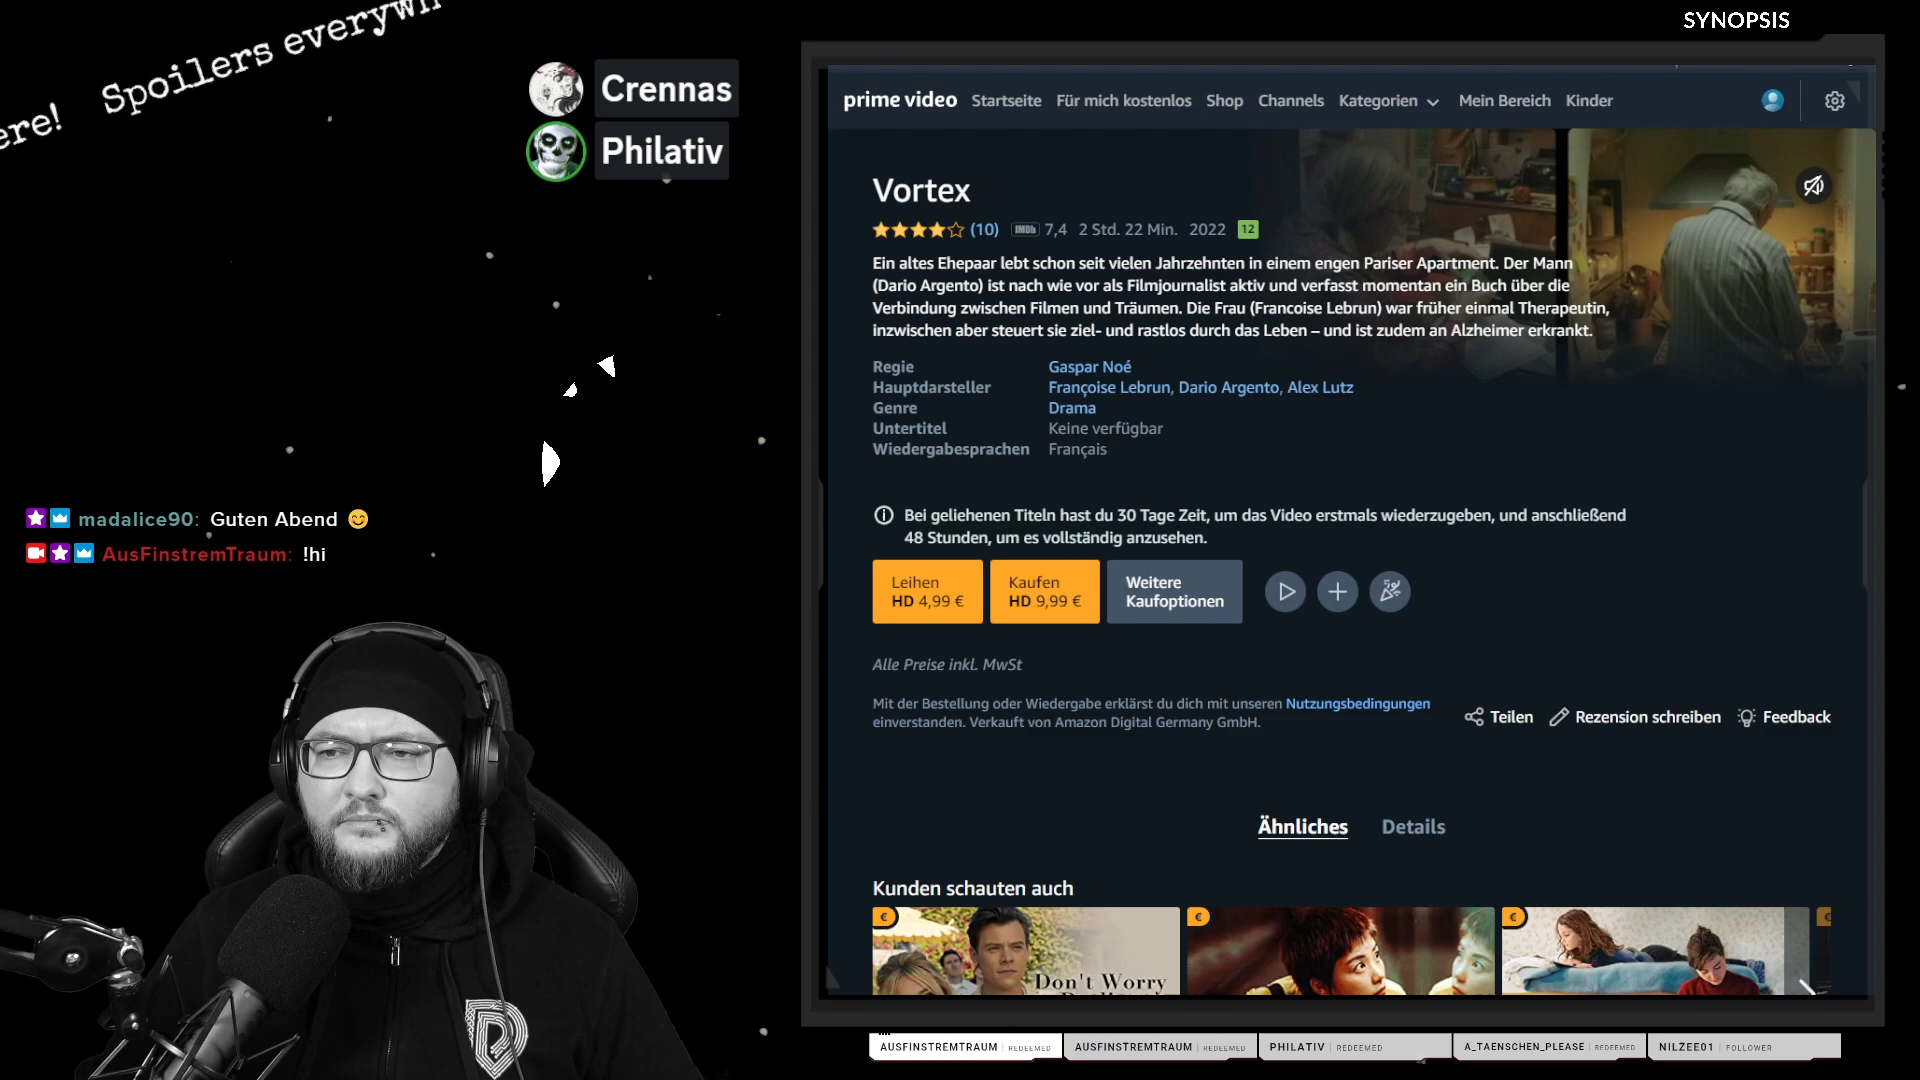 SYNOPSIS
Spoilers everywh
ere!
Crennas
Philativ
prime video Startseite Für mich kostenlos Shop Channels Kategorien Mein Bereich Kinder
Vortex
(10) IMDb 7,4 2 Std. 22 Min. 2022 12
Ein altes Ehepaar lebt schon seit vielen Jahrzehnten in einem engen Pariser Apartment. Der Mann
(Dario Argento) ist nach wie vor als Filmjournalist aktiv und verfasst momentan ein Buch über die
Verbindung zwischen Filmen und Träumen. Die Frau (Francoise Lebrun) war früher einmal Therapeutin,
inzwischen aber steuert sie ziel- und rastlos durch das Leben – und ist zudem an Alzheimer erkrankt.
Regie Gaspar Noé
Hauptdarsteller Françoise Lebrun, Dario Argento, Alex Lutz
Genre Drama
Untertitel Keine verfügbar
Wiedergabesprachen Français
Bei geliehenen Titeln hast du 30 Tage Zeit, um das Video erstmals wiederzugeben, und anschließend
48 Stunden, um es vollständig anzusehen.
Leihen
HD 4,99 €
Kaufen
HD 9,99 €
Weitere
Kaufoptionen
Alle Preise inkl. MwSt
Mit der Bestellung oder Wiedergabe erklärst du dich mit unseren Nutzungsbedingungen
einverstanden. Verkauft von Amazon Digital Germany GmbH.
Teilen Rezension schreiben Feedback
Ähnliches Details
Kunden schauten auch
€ € € €
Don't Worry
madalice90: Guten Abend 😊
AusFinstremTraum: !hi
AUSFINSTREMTRAUM | REDEEMED
AUSFINSTREMTRAUM | REDEEMED
PHILATIV | REDEEMED
A_TAENSCHEN_PLEASE | REDEEMED
NILZEE01 | FOLLOWER